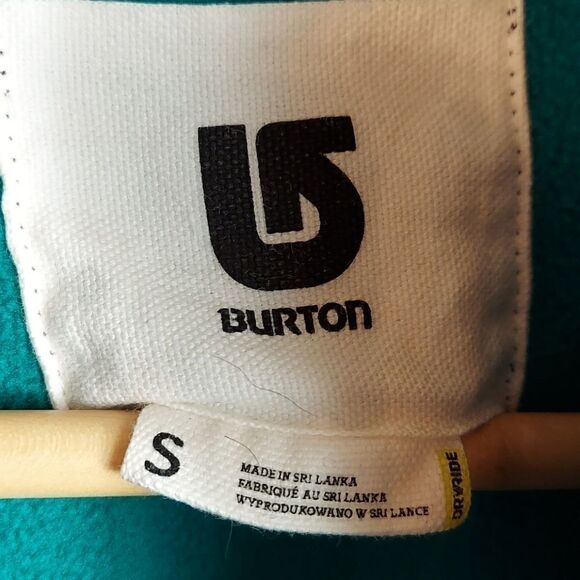 BURTON
S
MADE IN SRI LANKA
FABRIQUÉ AU SRI LANKA
WYPRODUKOWANO W SRI LANCE
DRYRIDE